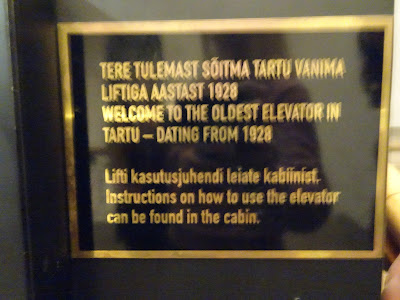 TERE TULEMAST SÕITMA TARTU VANIMA
LIFTIGA AASTAST 1928
WELCOME TO THE OLDEST ELEVATOR IN
TARTU – DATING FROM 1928
Lifti kasutusjuhendi leiate kabiinist.
Instructions on how to use the elevator
can be found in the cabin.